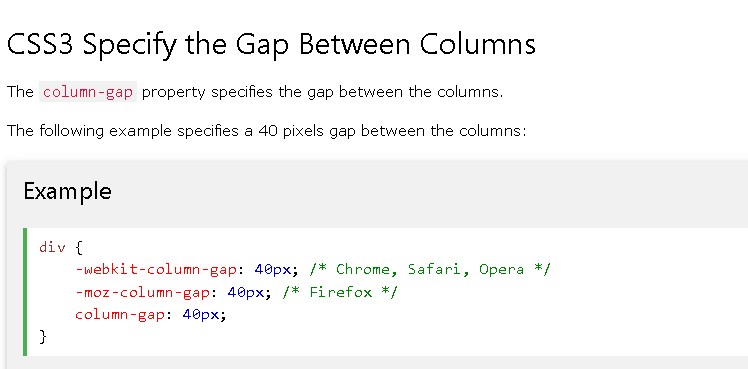 CSS3 Specify the Gap Between Columns
The column-gap property specifies the gap between the columns.
The following example specifies a 40 pixels gap between the columns:
Example
div {
    -webkit-column-gap: 40px; /* Chrome, Safari, Opera */
    -moz-column-gap: 40px; /* Firefox */
    column-gap: 40px;
}